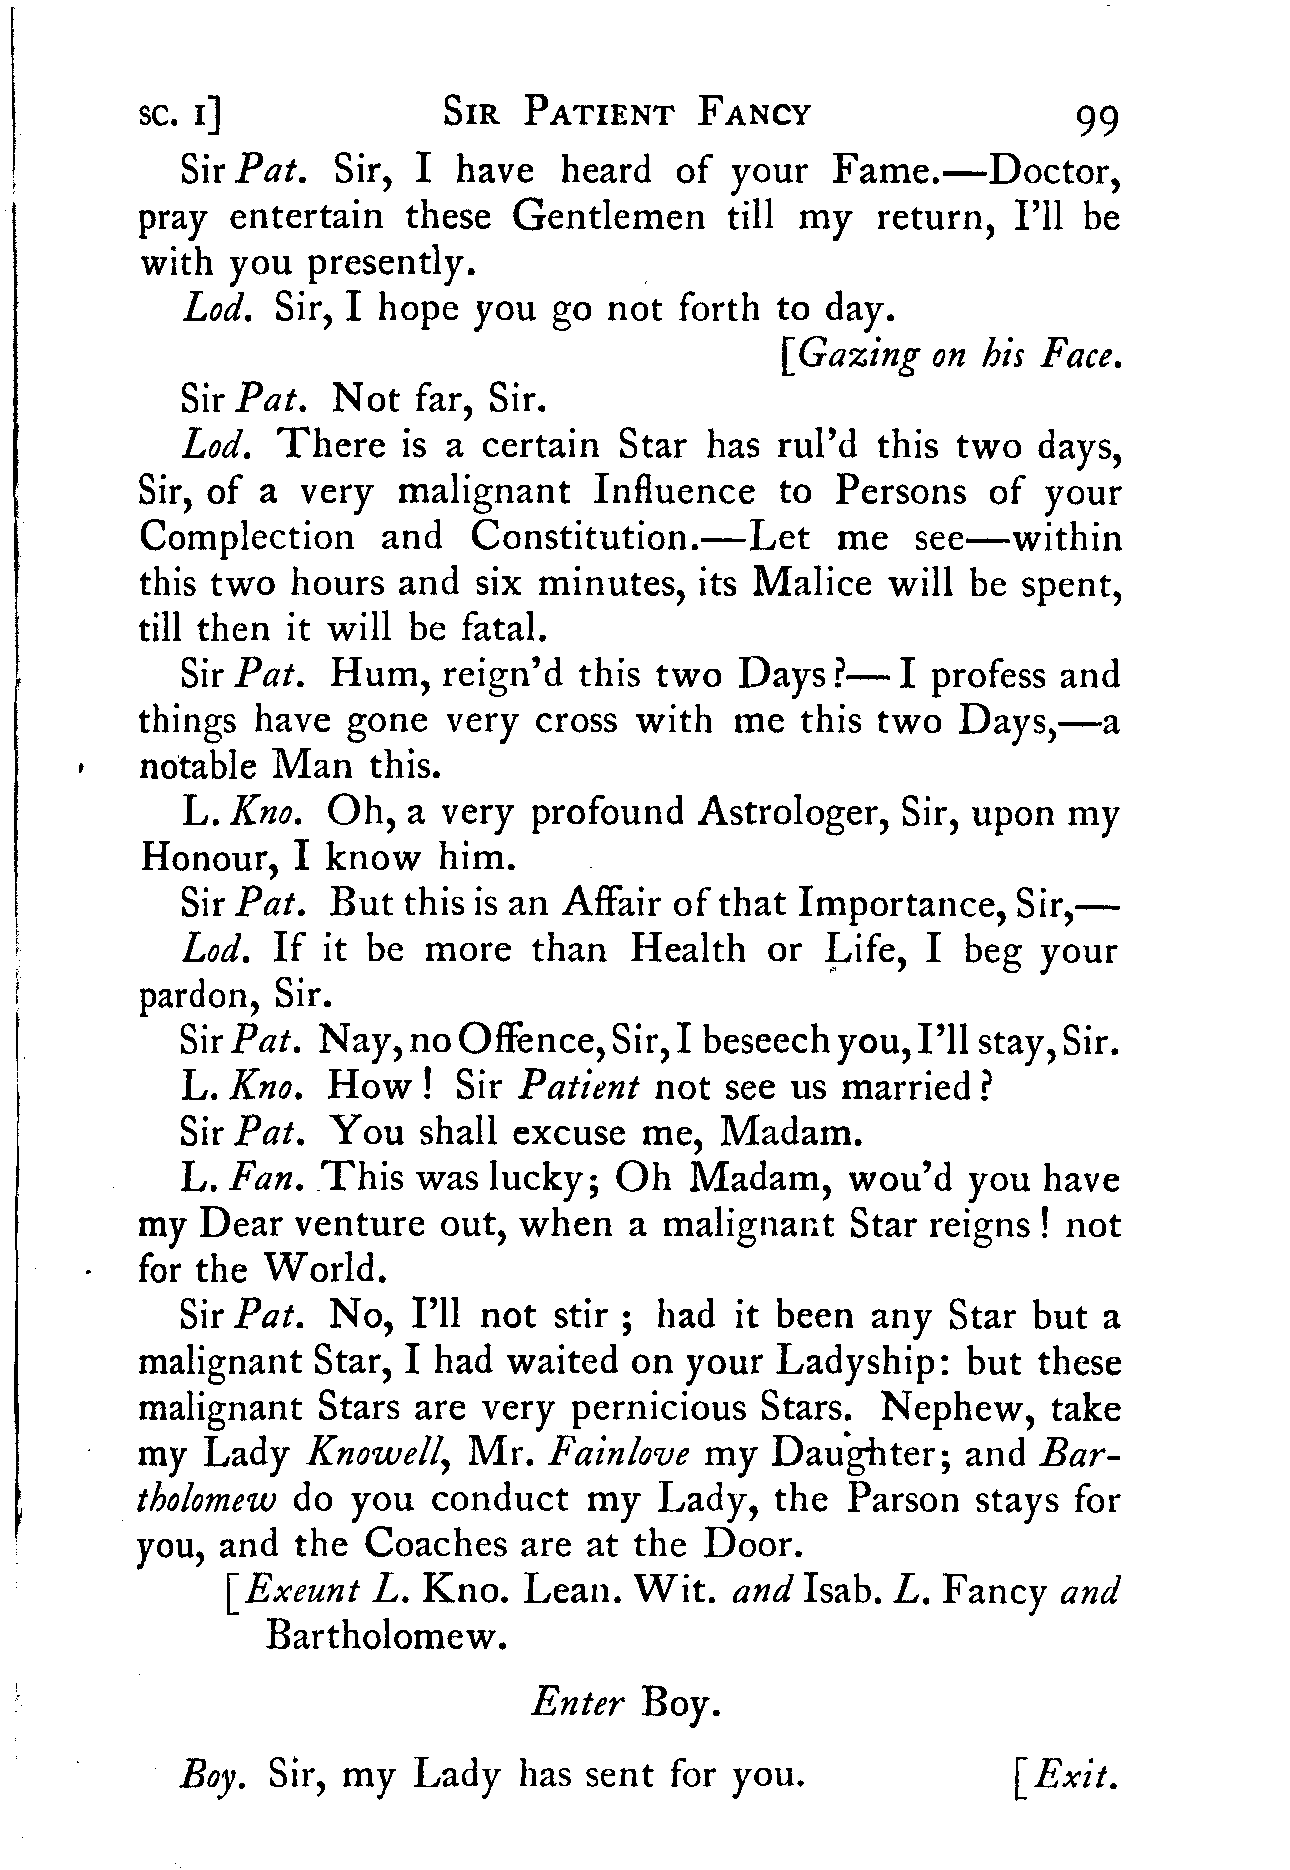 SC. I] SIR PATIENT FANCY 99
Sir Pat. Sir, I have heard of your Fame.—Doctor,
pray entertain these Gentlemen till my return, I'll be
with you presently.
Lod. Sir, I hope you go not forth to day.
[Gazing on his Face.
Sir Pat. Not far, Sir.
Lod. There is a certain Star has rul'd this two days,
Sir, of a very malignant Influence to Persons of your
Complection and Constitution.—Let me see—within
this two hours and six minutes, its Malice will be spent,
till then it will be fatal.
Sir Pat. Hum, reign'd this two Days?—I profess and
things have gone very cross with me this two Days,—a
notable Man this.
L. Kno. Oh, a very profound Astrologer, Sir, upon my
Honour, I know him.
Sir Pat. But this is an Affair of that Importance, Sir,—
Lod. If it be more than Health or Life, I beg your
pardon, Sir.
Sir Pat. Nay, no Offence, Sir, I beseech you, I'll stay, Sir.
L. Kno. How! Sir Patient not see us married?
Sir Pat. You shall excuse me, Madam.
L. Fan. This was lucky; Oh Madam, wou'd you have
my Dear venture out, when a malignant Star reigns! not
for the World.
Sir Pat. No, I'll not stir; had it been any Star but a
malignant Star, I had waited on your Ladyship: but these
malignant Stars are very pernicious Stars. Nephew, take
my Lady Knowell, Mr. Fainlove my Daughter; and Bar-
tholomew do you conduct my Lady, the Parson stays for
you, and the Coaches are at the Door.
[Exeunt L. Kno. Lean. Wit. and Isab. L. Fancy and
Bartholomew.
Enter Boy.
Boy. Sir, my Lady has sent for you. [Exit.